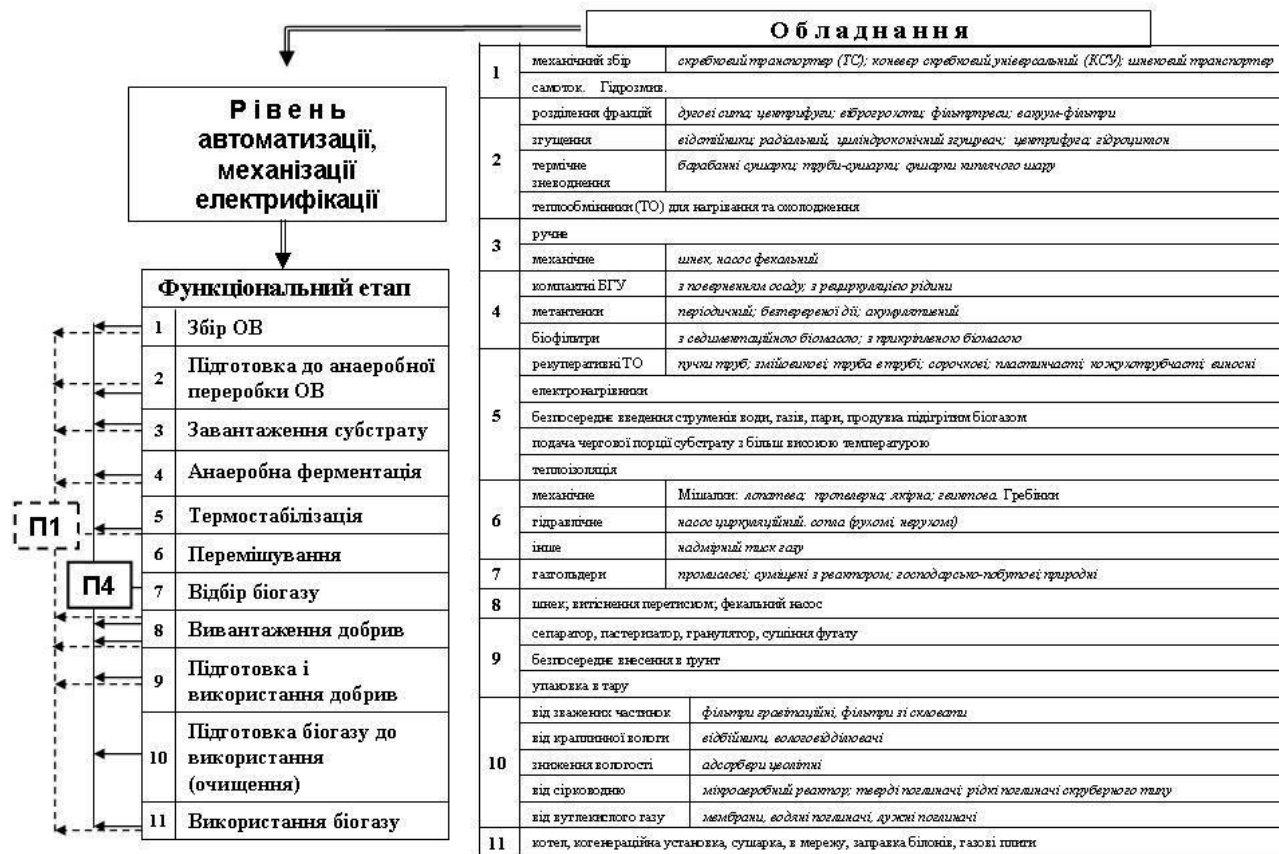 Обладнання
Рівень
автоматизації,
механізації
електрифікації
Функціональний етап
1 Збір ОВ
2 Підготовка до анаеробної
переробки ОВ
3 Завантаження субстрату
4 Анаеробна ферментація
5 Термостабілізація
6 Перемішування
7 Відбір біогазу
8 Вивантаження добрив
9 Підготовка і
використання добрив
10 Підготовка біогазу до
використання
(очищення)
11 Використання біогазу
П1
П4
1
механічний збір скребковий транспортер (ТС); конвеєр скребковий універсальний (КСУ); шнековий транспортер
самоток. Гідрозмив.
2
розділення фракцій дугові сита; центрифуги; віброгрохоти; фільтрпреси; вакуум-фільтри
згущення відстійники; радіальний, циліндроконічний згущувач; центрифуга; гідроциклон
термічне
зневоднення
барабанні сушарки; труби-сушарки; сушарки киплячого шару
теплообмінники (ТО) для нагрівання та охолодження
3
ручне
механічне шнек, насос фекальний
4
компактні БГУ з поверненням осаду; з рециркуляцією рідини
метантенки періодичний; безперервної дії; акумулятивний
біофільтри з седиментаційною біомасою; з прикріпленою біомасою
5
рекуперативні ТО пучки труб; змійовикові; труба в трубі; сорочкові; пластинчасті; кожухотрубчасті; виносні
електронагрівники
безпосереднє введення струменів води, газів, пари, продувка підігрітим біогазом
подача чергової порції субстрату з більш високою температурою
теплоізоляція
6
механічне Мішалки: лопатева; пропелерна; якірна; гвинтова. Гребінки
гідравлічне насос циркуляційний. сопла (рухомі, нерухомі)
інше надмірний тиск газу
7 газгольдери промислові; суміщені з реактором; господарсько-побутові; природні
8 шнек; витіснення перетиском; фекальний насос
9
сепаратор, пастеризатор, гранулятор, сушіння фугату
безпосереднє внесення в ґрунт
упаковка в тару
10
від зважених частинок фільтри гравітаційні, фільтри зі скловати
від краплинної вологи відбійники, вологовідділювачі
зниження вологості адсорбери цеолітні
від сірководню мікроаеробний реактор; тверді поглиначі; рідкі поглиначі скруберного типу
від вуглекислого газу мембрани, водяні поглиначі, лужні поглиначі
11 котел, когенераційна установка, сушарка, в мережу, заправка білонів, газові плити